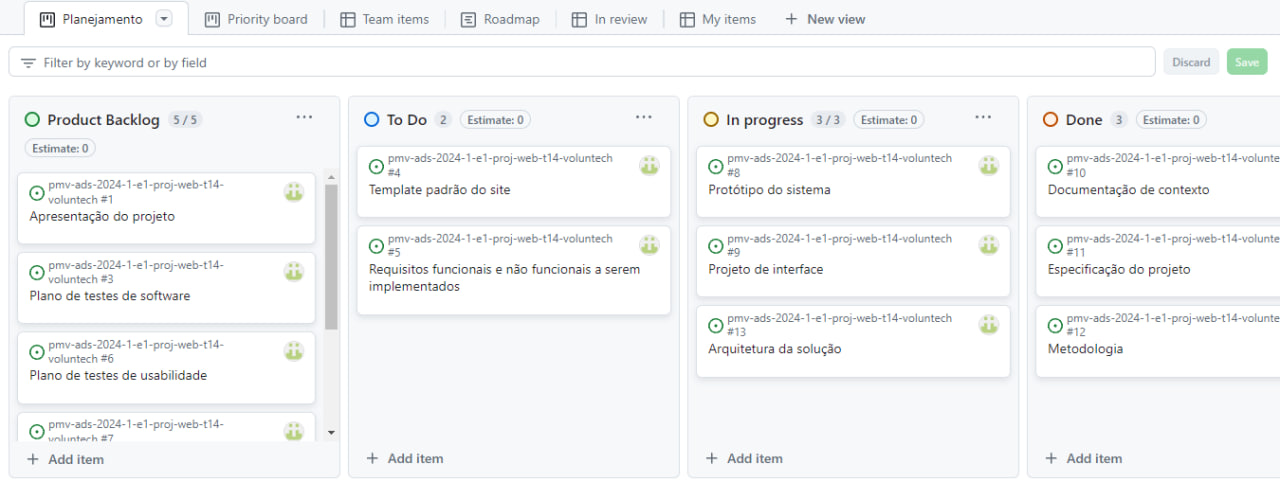 Planejamento
Priority board
Team items
Roadmap
In review
My items
New view
Filter by keyword or by field
Discard
Save
Product Backlog 5 / 5
Estimate: 0
pmv-ads-2024-1-e1-proj-web-t14-
voluntech #1
Apresentação do projeto
pmv-ads-2024-1-e1-proj-web-t14-
voluntech #3
Plano de testes de software
pmv-ads-2024-1-e1-proj-web-t14-
voluntech #6
Plano de testes de usabilidade
pmv-ads-2024-1-e1-proj-web-t14-
voluntech #7
Add item
To Do 2 Estimate: 0
pmv-ads-2024-1-e1-proj-web-t14-voluntech
#4
Template padrão do site
pmv-ads-2024-1-e1-proj-web-t14-voluntech
#5
Requisitos funcionais e não funcionais a serem
implementados
Add item
In progress 3 / 3 Estimate: 0
pmv-ads-2024-1-e1-proj-web-t14-voluntech
#8
Protótipo do sistema
pmv-ads-2024-1-e1-proj-web-t14-voluntech
#9
Projeto de interface
pmv-ads-2024-1-e1-proj-web-t14-voluntech
#13
Arquitetura da solução
Add item
Done 3 Estimate: 0
pmv-ads-2024-1-e1-proj-web-t14-volunte
#10
Documentação de contexto
pmv-ads-2024-1-e1-proj-web-t14-volunte
#11
Especificação do projeto
pmv-ads-2024-1-e1-proj-web-t14-volunte
#12
Metodologia
Add item